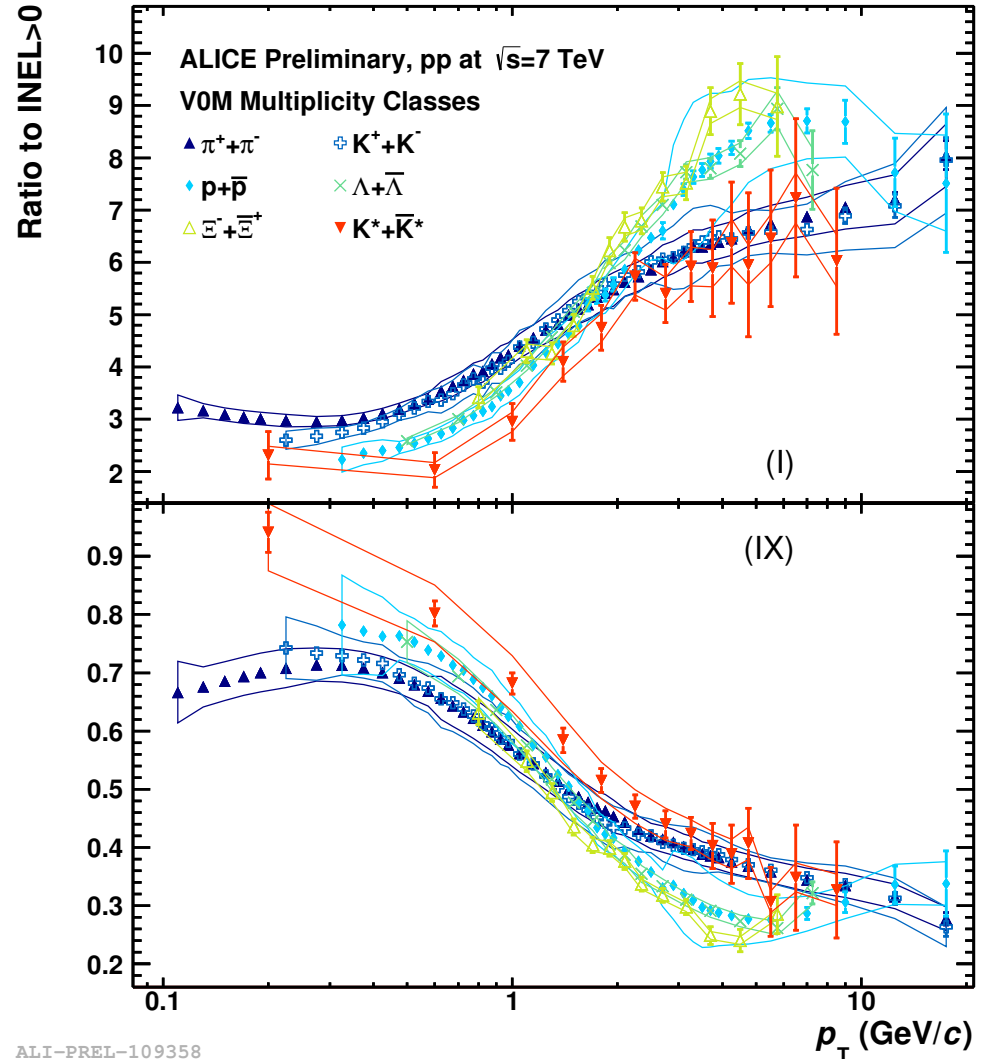 Ratio to INEL>0
10
9
8
7
6
5
4
3
2
ALICE Preliminary, pp at √s=7 TeV
V0M Multiplicity Classes
π⁺+π⁻
K⁺+K⁻
p+p̅
Λ+Λ̅
Ξ⁻+Ξ̅⁺
K*+K̅*
(I)
(IX)
0.9
0.8
0.7
0.6
0.5
0.4
0.3
0.2
0.1
1
10
p_T (GeV/c)
ALI-PREL-109358